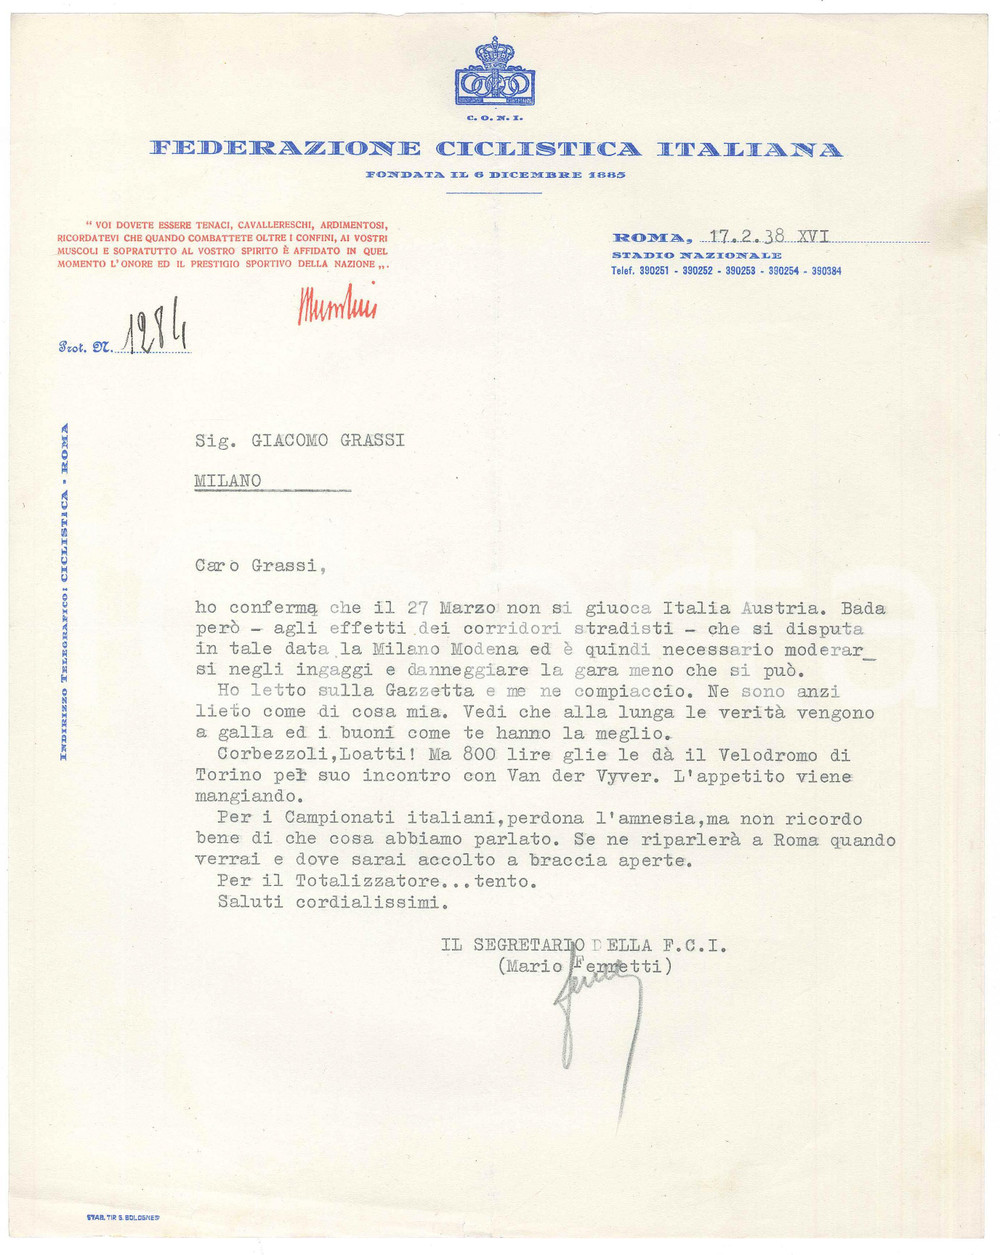 C. O. N. I.
FEDERAZIONE CICLISTICA ITALIANA
FONDATA IL 6 DICEMBRE 1885
" VOI DOVETE ESSERE TENACI, CAVALLERESCHI, ARDIMENTOSI,
RICORDATEVI CHE QUANDO COMBATTETE OLTRE I CONFINI, AI VOSTRI
MUSCOLI E SOPRATUTTO AL VOSTRO SPIRITO È AFFIDATO IN QUEL
MOMENTO L'ONORE ED IL PRESTIGIO SPORTIVO DELLA NAZIONE „.
Mussolini
ROMA, 17.2.38 XVI
STADIO NAZIONALE
Telef. 390251 - 390252 - 390253 - 390254 - 390384
Prot. N. 1284
INDIRIZZO TELEGRAFICO: CICLISTICA - ROMA
Sig. GIACOMO GRASSI
MILANO
Caro Grassi,
ho conferma che il 27 Marzo non si giuoca Italia Austria. Bada
però - agli effetti dei corridori stradisti - che si disputa
in tale data la Milano Modena ed è quindi necessario moderar_
si negli ingaggi e danneggiare la gara meno che si può.
Ho letto sulla Gazzetta e me ne compiaccio. Ne sono anzi
lieto come di cosa mia. Vedi che alla lunga le verità vengono
a galla ed i buoni come te hanno la meglio.
Corbezzoli,Loatti! Ma 800 lire glie le dà il Velodromo di
Torino per suo incontro con Van der Vyver. L'appetito viene
mangiando.
Per i Campionati italiani,perdona l'amnesia,ma non ricordo
bene di che cosa abbiamo parlato. Se ne riparlerà a Roma quando
verrai e dove sarai accolto a braccia aperte.
Per il Totalizzatore...tento.
Saluti cordialissimi.
IL SEGRETARIO DELLA F.C.I.
(Mario Ferretti)
STAB. TIP. S. BOLOGNESI